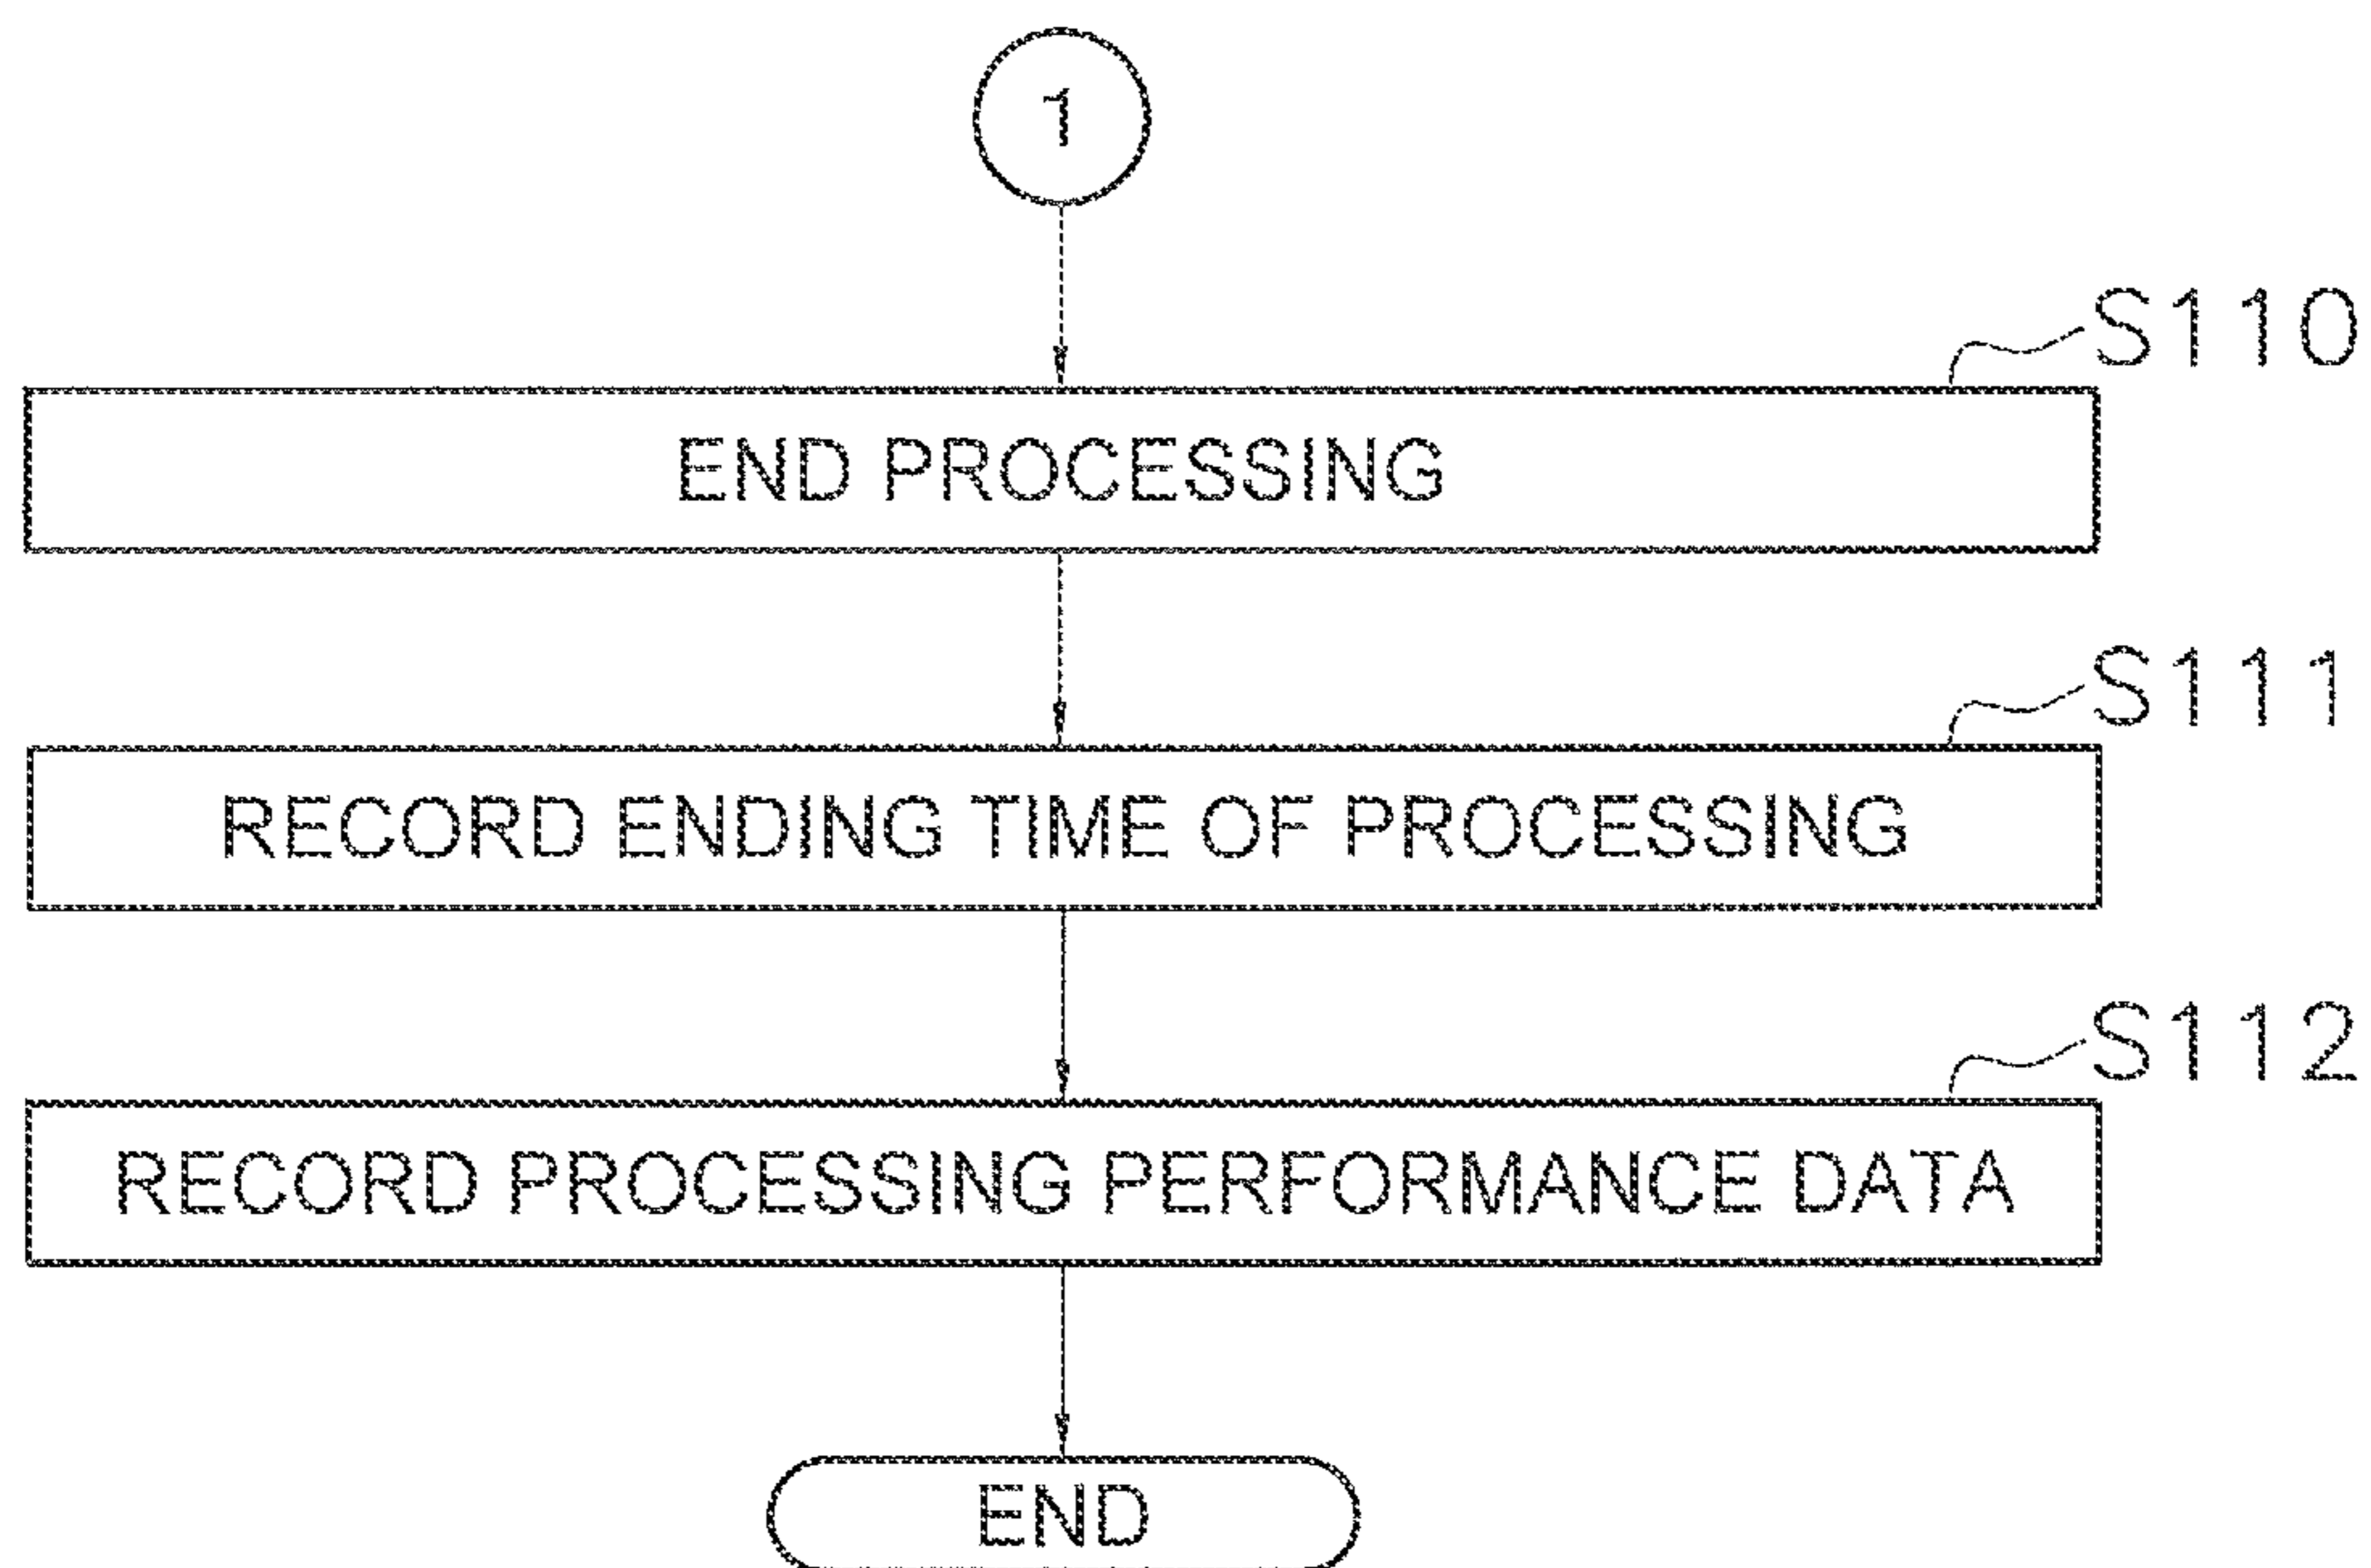 1
S110
END PROCESSING
S111
RECORD ENDING TIME OF PROCESSING
S112
RECORD PROCESSING PERFORMANCE DATA
END